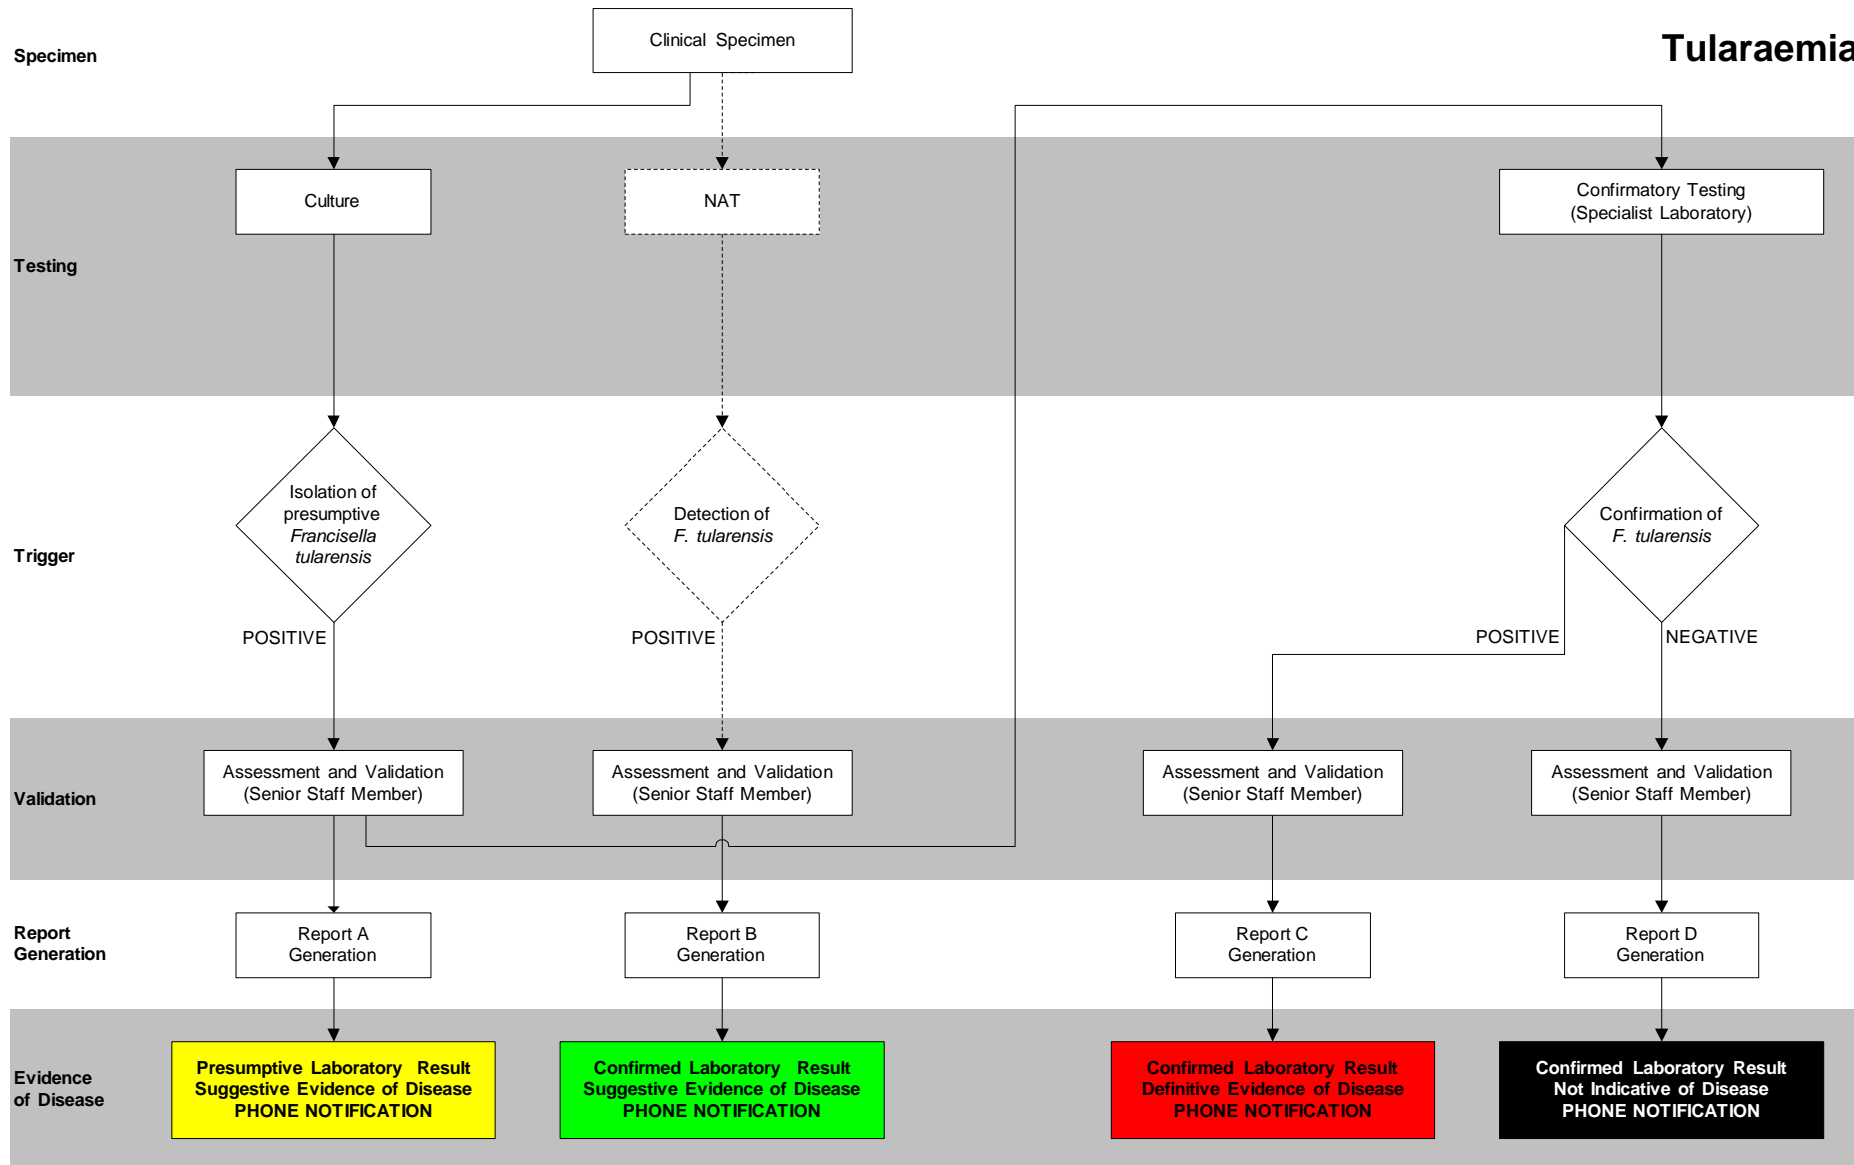 Tularaemia
Specimen
Clinical Specimen
Testing
Culture
NAT
Confirmatory Testing
(Specialist Laboratory)
Trigger
Isolation of
presumptive
Francisella
tularensis
Detection of
F. tularensis
Confirmation of
F. tularensis
POSITIVE
POSITIVE
POSITIVE
NEGATIVE
Validation
Assessment and Validation
(Senior Staff Member)
Assessment and Validation
(Senior Staff Member)
Assessment and Validation
(Senior Staff Member)
Assessment and Validation
(Senior Staff Member)
Report
Generation
Report A
Generation
Report B
Generation
Report C
Generation
Report D
Generation
Evidence
of Disease
Presumptive Laboratory Result
Suggestive Evidence of Disease
PHONE NOTIFICATION
Confirmed Laboratory Result
Suggestive Evidence of Disease
PHONE NOTIFICATION
Confirmed Laboratory Result
Definitive Evidence of Disease
PHONE NOTIFICATION
Confirmed Laboratory Result
Not Indicative of Disease
PHONE NOTIFICATION